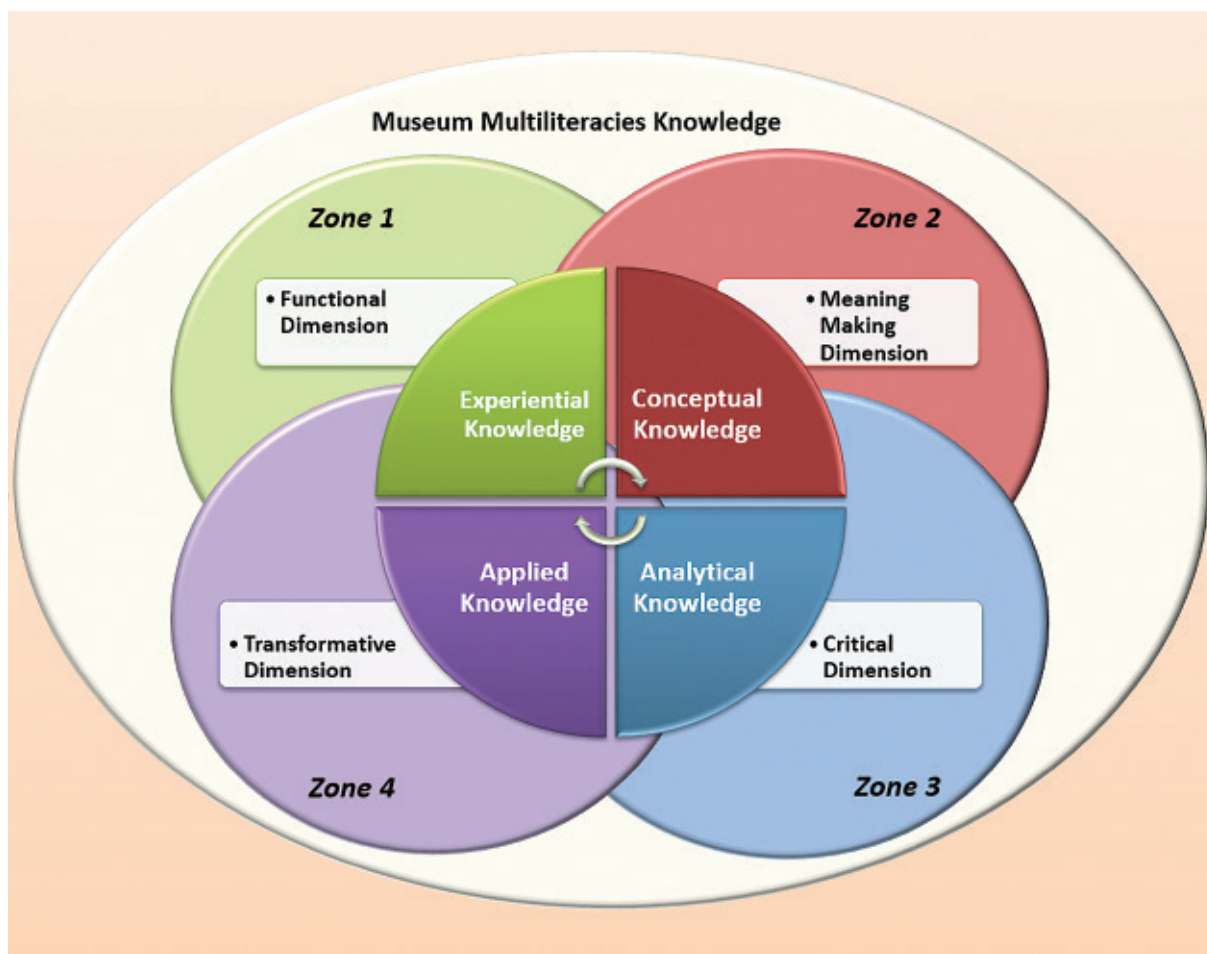 Museum Multiliteracies Knowledge
Zone 1
Zone 2
• Functional
Dimension
• Meaning
Making
Dimension
Experiential
Knowledge
Conceptual
Knowledge
Applied
Knowledge
Analytical
Knowledge
• Transformative
Dimension
• Critical
Dimension
Zone 4
Zone 3